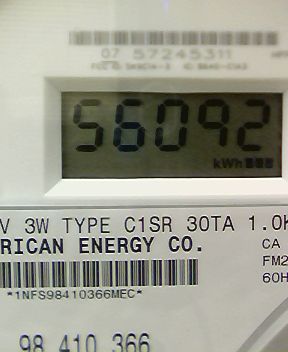 07 57245311
56092
kWh
V 3W TYPE C1SR 30TA 1.0K
RICAN ENERGY CO.
CA
FM2
60H
*1NFS98410366MEC*
98 410 366